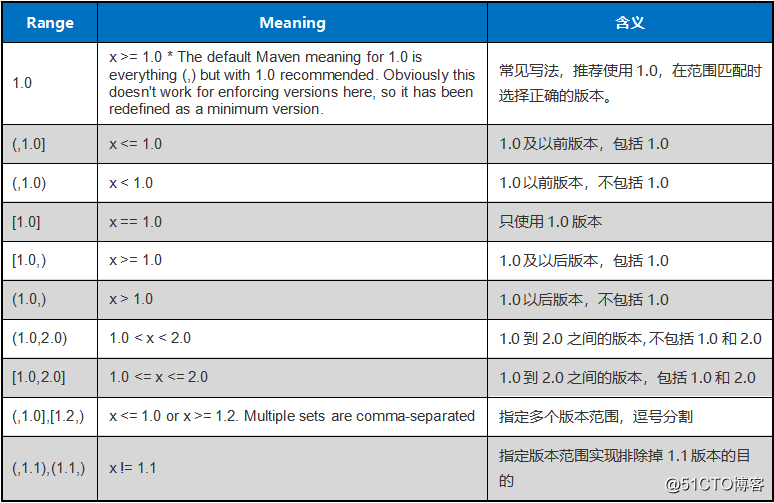 Range Meaning 含义
1.0
x >= 1.0 * The default Maven meaning for 1.0 is
everything (,) but with 1.0 recommended. Obviously this
doesn't work for enforcing versions here, so it has been
redefined as a minimum version.
常见写法，推荐使用 1.0，在范围匹配时
选择正确的版本。
(,1.0] x <= 1.0 1.0 及以前版本，包括 1.0
(,1.0) x < 1.0 1.0 以前版本，不包括 1.0
[1.0] x == 1.0 只使用 1.0 版本
[1.0,) x >= 1.0 1.0 及以后版本，包括 1.0
(1.0,) x > 1.0 1.0 以后版本，不包括 1.0
(1.0,2.0) 1.0 < x < 2.0 1.0 到 2.0 之间的版本,不包括 1.0 和 2.0
[1.0,2.0] 1.0 <= x <= 2.0 1.0 到 2.0 之间的版本，包括 1.0 和 2.0
(,1.0],[1.2,) x <= 1.0 or x >= 1.2. Multiple sets are comma-separated 指定多个版本范围，逗号分割
(,1.1),(1.1,) x != 1.1 指定版本范围实现排除掉 1.1 版本的目
的
@51CTO博客